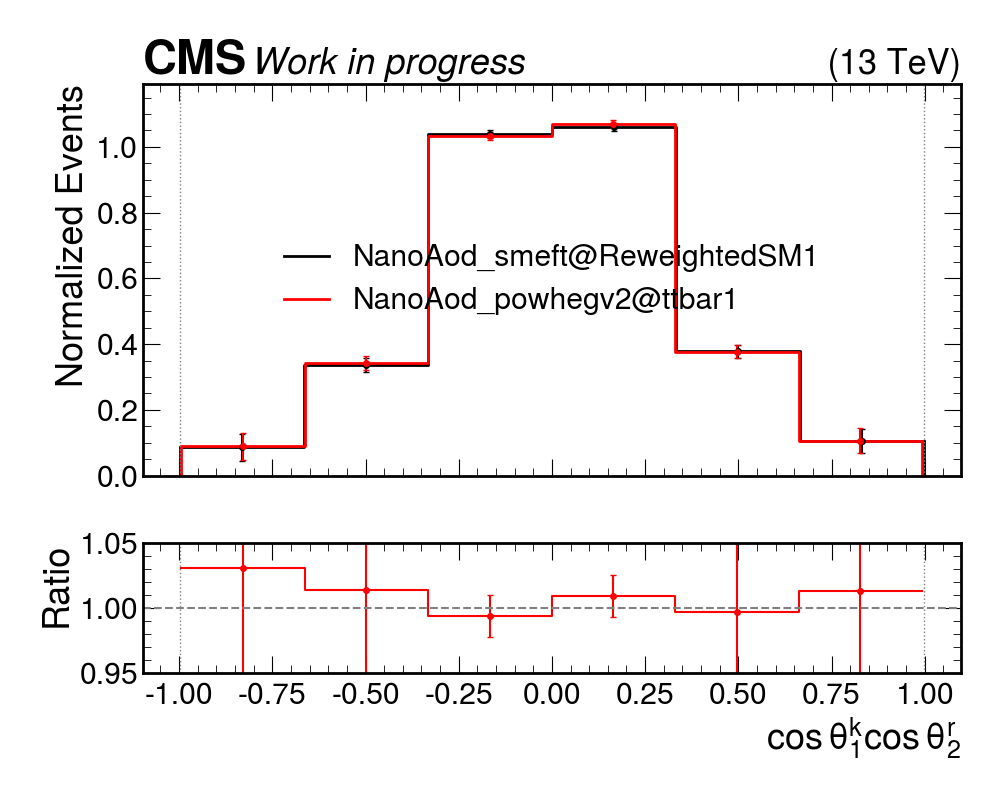 CMS Work in progress (13 TeV)
Normalized Events
1.0
0.8
0.6
0.4
0.2
0.0
NanoAod_smeft@ReweightedSM1
NanoAod_powhegv2@ttbar1
Ratio
1.05
1.00
0.95
-1.00 -0.75 -0.50 -0.25 0.00 0.25 0.50 0.75 1.00
cos θ₁ᵏcos θ₂ʳ